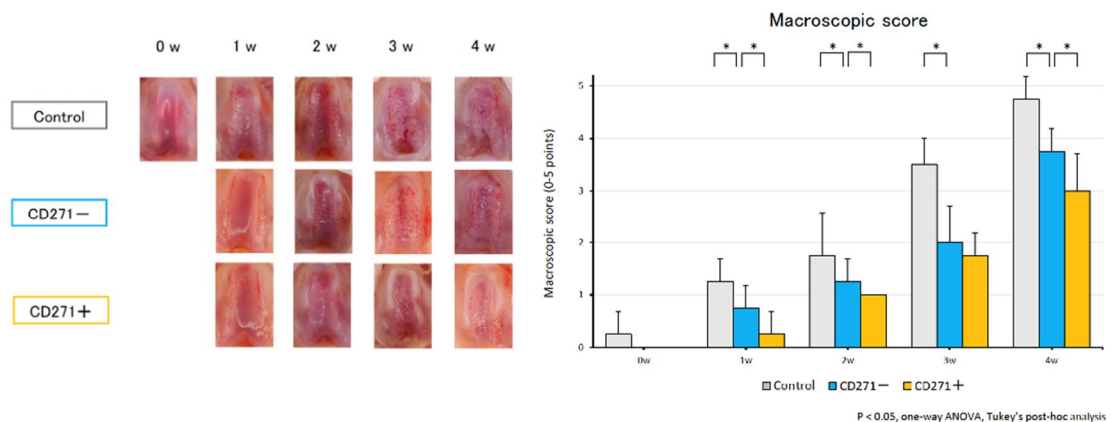 0 w 1 w 2 w 3 w 4 w
Control
CD271−
CD271+
Macroscopic score
* * * * * * *
Macroscopic score (0-5 points)
5
4
3
2
1
0
0w 1w 2w 3w 4w
Control CD271− CD271+
P < 0.05, one-way ANOVA, Tukey's post-hoc analysis